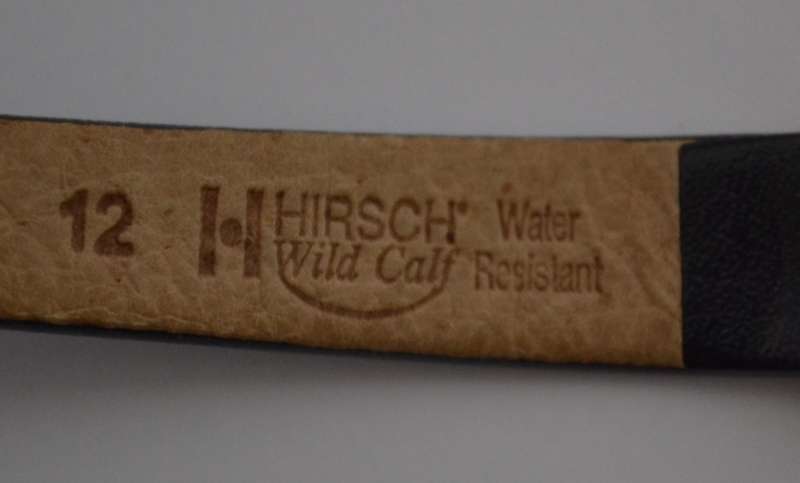 12
HIRSCH®
Wild Calf
Water
Resistant